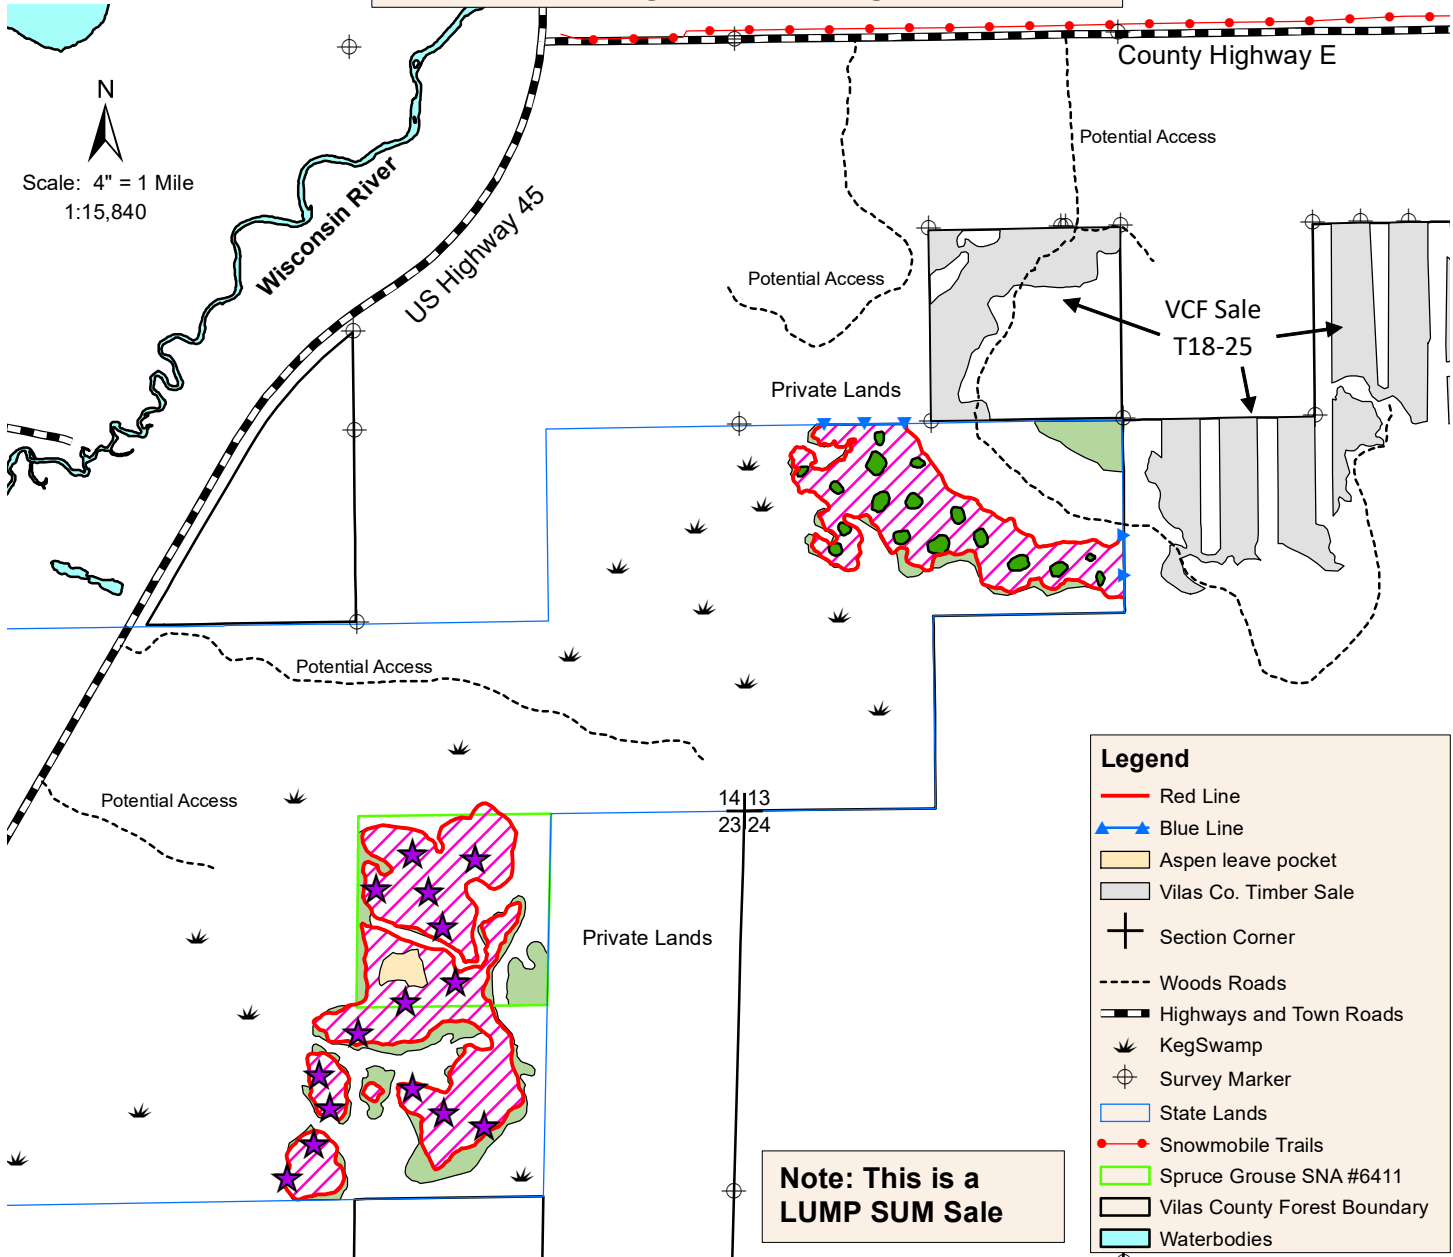 County Highway E
N
Potential Access
Scale: 4" = 1 Mile
1:15,840
Wisconsin River
US Highway 45
Potential Access
VCF Sale
T18-25
Private Lands
Potential Access
Potential Access
14 13
23 24
Private Lands
Legend
Red Line
Blue Line
Aspen leave pocket
Vilas Co. Timber Sale
Section Corner
Woods Roads
Highways and Town Roads
KegSwamp
Survey Marker
State Lands
Snowmobile Trails
Spruce Grouse SNA #6411
Vilas County Forest Boundary
Waterbodies
Note: This is a
LUMP SUM Sale